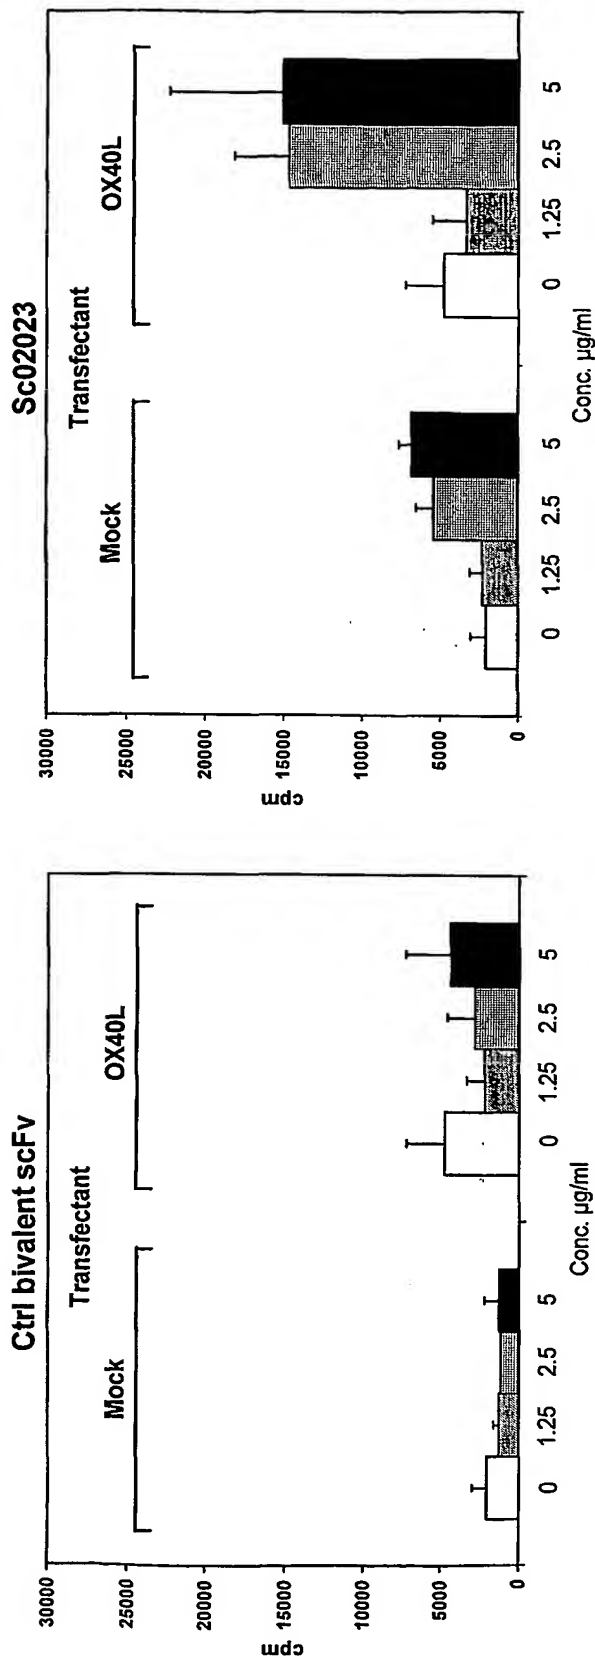 Ctrl bivalent scFv
Transfectant
Mock
OX40L
30000
25000
20000
15000
10000
5000
0
cpm
0 1.25 2.5 5 0 1.25 2.5 5
Conc. µg/ml
Sc02023
Transfectant
Mock
OX40L
30000
25000
20000
15000
10000
5000
0
cpm
0 1.25 2.5 5 0 1.25 2.5 5
Conc. µg/ml